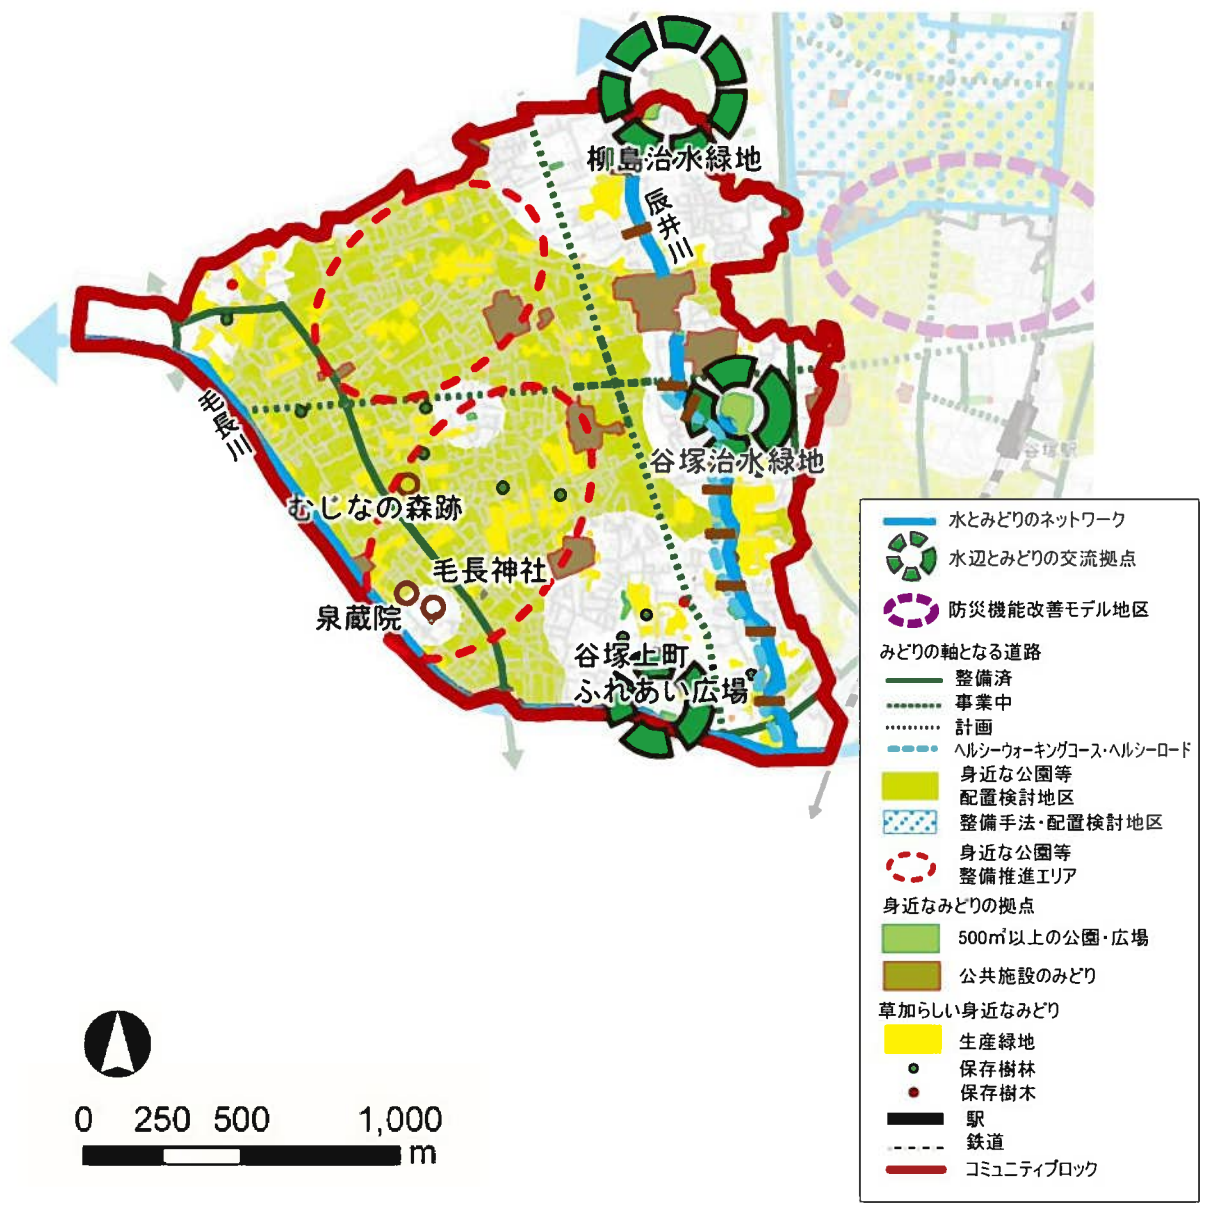 柳島治水緑地
辰井川
毛長川
谷塚治水緑地
谷塚駅
むじなの森跡
毛長神社
泉蔵院
谷塚上町
ふれあい広場
水とみどりのネットワーク
水辺とみどりの交流拠点
防災機能改善モデル地区
みどりの軸となる道路
整備済
事業中
計画
ヘルシーウォーキングコース・ヘルシーロード
身近な公園等
配置検討地区
整備手法・配置検討地区
身近な公園等
整備推進エリア
身近なみどりの拠点
500㎡以上の公園・広場
公共施設のみどり
草加らしい身近なみどり
生産緑地
保存樹林
保存樹木
駅
鉄道
コミュニティブロック
0 250 500 1,000
m